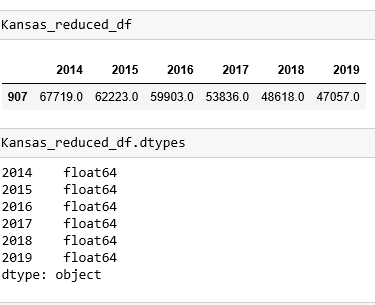 Kansas_reduced_df
2014 2015 2016 2017 2018 2019
907 67719.0 62223.0 59903.0 53836.0 48618.0 47057.0
Kansas_reduced_df.dtypes
2014    float64
2015    float64
2016    float64
2017    float64
2018    float64
2019    float64
dtype: object